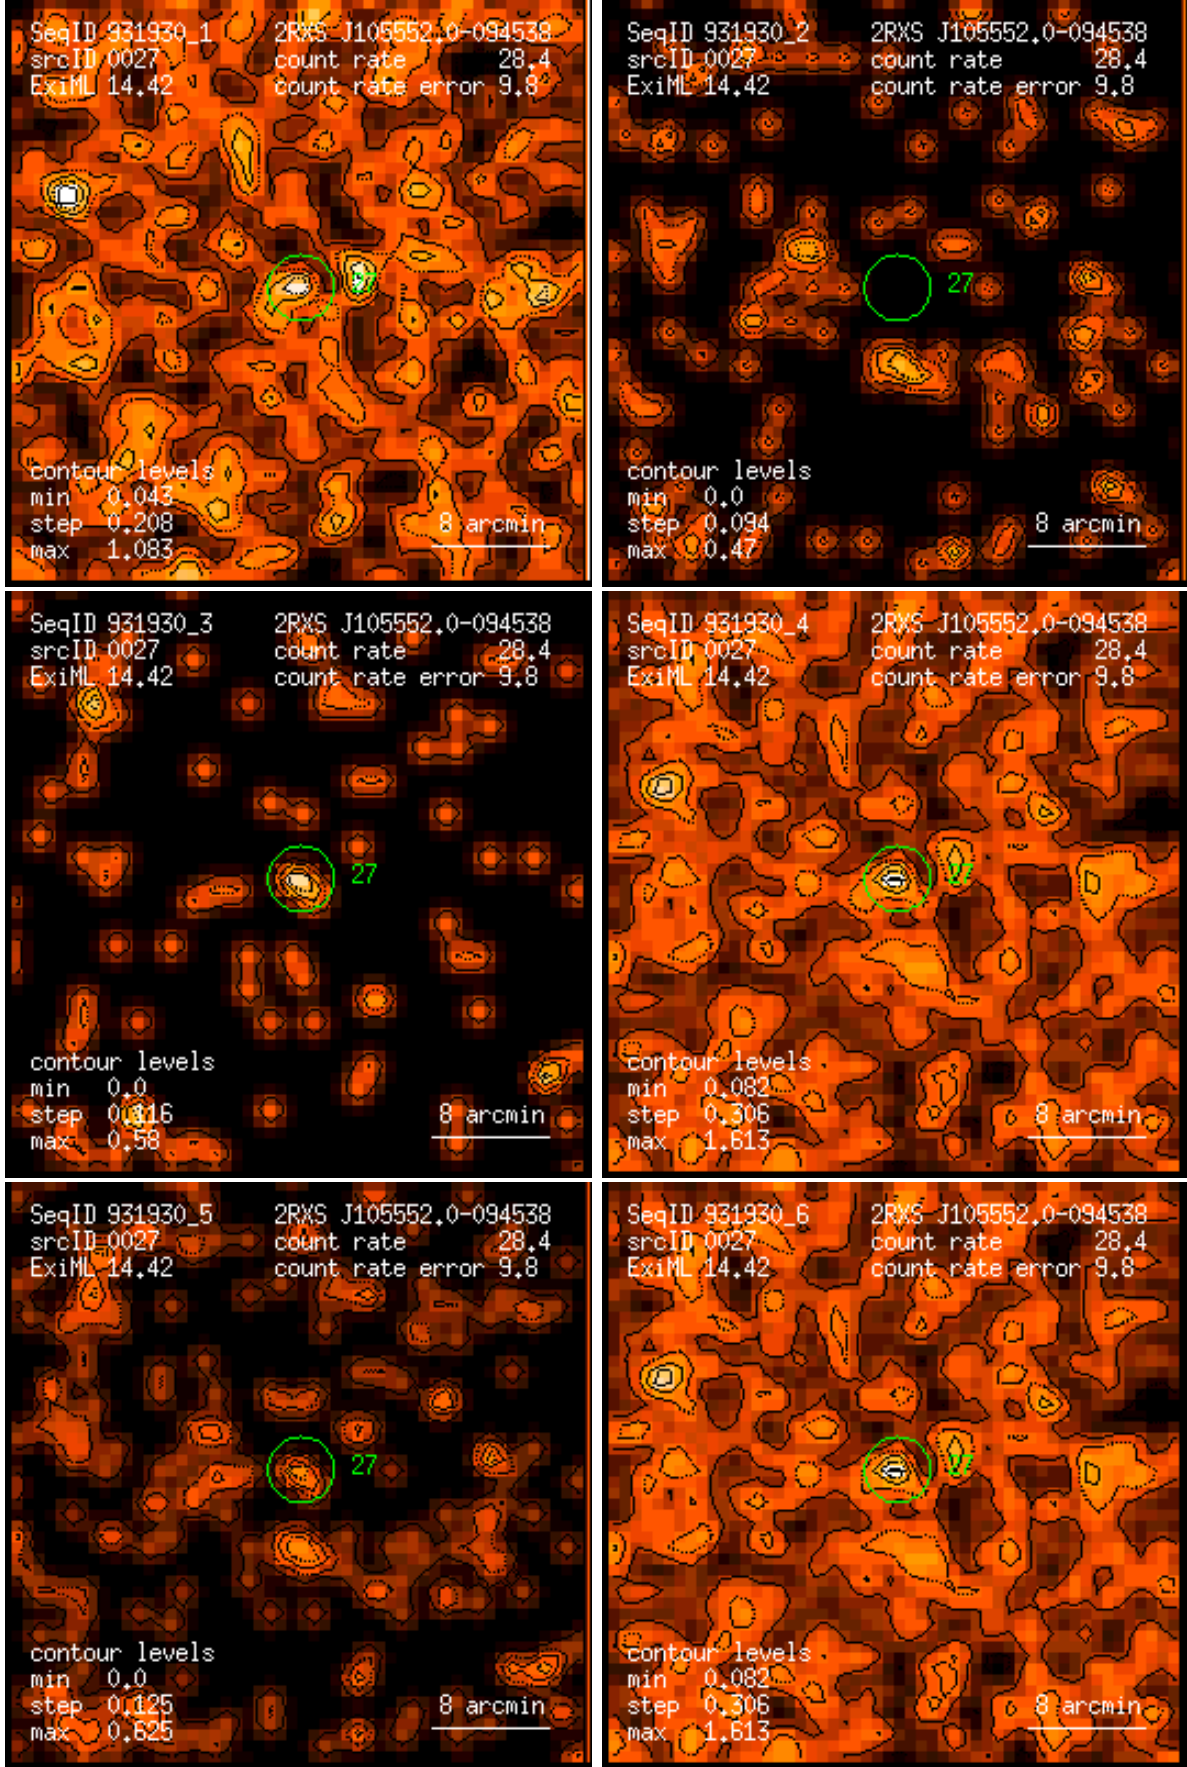 SeqID 931930_1 2RXS J105552.0-094538
srcID 0027 count rate 28.4
ExiML 14.42 count rate error 9.8
27
contour levels
min 0.043
step 0.208
max 1.083
8 arcmin
SeqID 931930_2 2RXS J105552.0-094538
srcID 0027 count rate 28.4
ExiML 14.42 count rate error 9.8
27
contour levels
min 0.0
step 0.094
max 0.47
8 arcmin
SeqID 931930_3 2RXS J105552.0-094538
srcID 0027 count rate 28.4
ExiML 14.42 count rate error 9.8
27
contour levels
min 0.0
step 0.116
max 0.58
8 arcmin
SeqID 931930_4 2RXS J105552.0-094538
srcID 0027 count rate 28.4
ExiML 14.42 count rate error 9.8
27
contour levels
min 0.082
step 0.306
max 1.613
8 arcmin
SeqID 931930_5 2RXS J105552.0-094538
srcID 0027 count rate 28.4
ExiML 14.42 count rate error 9.8
27
contour levels
min 0.0
step 0.125
max 0.625
8 arcmin
SeqID 931930_6 2RXS J105552.0-094538
srcID 0027 count rate 28.4
ExiML 14.42 count rate error 9.8
27
contour levels
min 0.082
step 0.306
max 1.613
8 arcmin